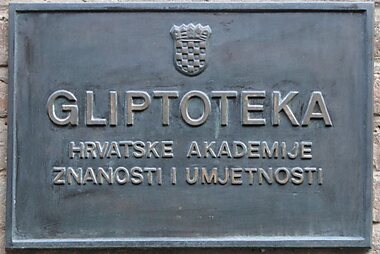 GLIPTOTEKA
HRVATSKE AKADEMIJE
ZNANOSTI I UMJETNOSTI